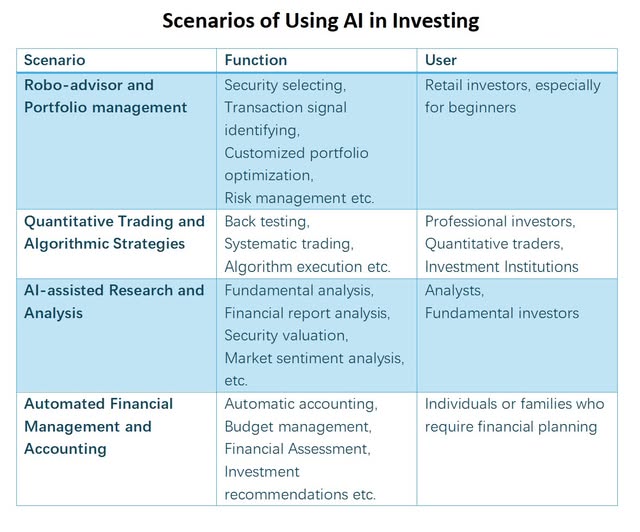 Scenarios of Using AI in Investing
Scenario Function User
Robo-advisor and Security selecting, Retail investors, especially
Portfolio management Transaction signal for beginners
identifying,
Customized portfolio
optimization,
Risk management etc.
Quantitative Trading and Back testing, Professional investors,
Algorithmic Strategies Systematic trading, Quantitative traders,
Algorithm execution etc. Investment Institutions
AI-assisted Research and Fundamental analysis, Analysts,
Analysis Financial report analysis, Fundamental investors
Security valuation,
Market sentiment analysis,
etc.
Automated Financial Automatic accounting, Individuals or families who
Management and Budget management, require financial planning
Accounting Financial Assessment,
Investment
recommendations etc.